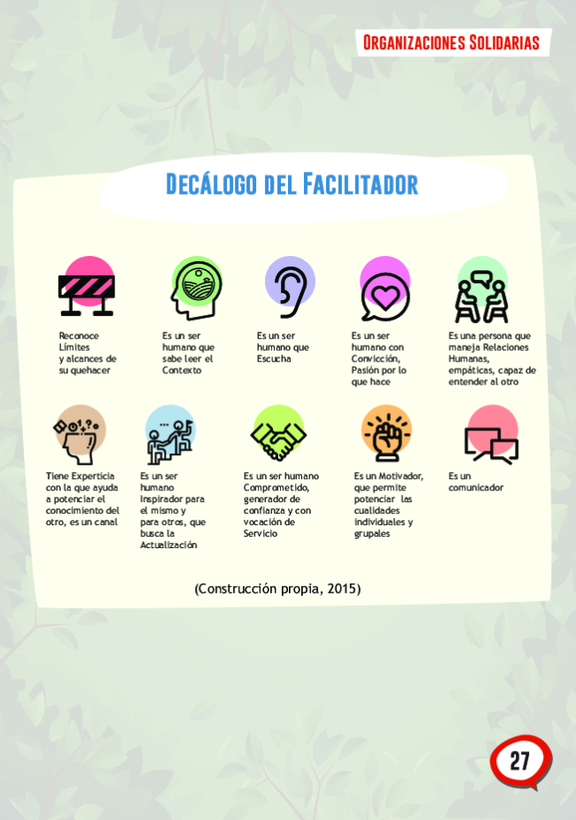 ORGANIZACIONES SOLIDARIAS
DECÁLOGO DEL FACILITADOR
Reconoce
Límites
y alcances de
su quehacer
Es un ser
humano que
sabe leer el
Contexto
Es un ser
humano que
Escucha
Es un ser
humano con
Convicción,
Pasión por lo
que hace
Es una persona que
maneja Relaciones
Humanas,
empáticas, capaz de
entender al otro
Tiene Experticia
con la que ayuda
a potenciar el
conocimiento del
otro, es un canal
Es un ser
humano
Inspirador para
el mismo y
para otros, que
busca la
Actualización
Es un ser humano
Comprometido,
generador de
confianza y con
vocación de
Servicio
Es un Motivador,
que permite
potenciar las
cualidades
individuales y
grupales
Es un
comunicador
(Construcción propia, 2015)
27